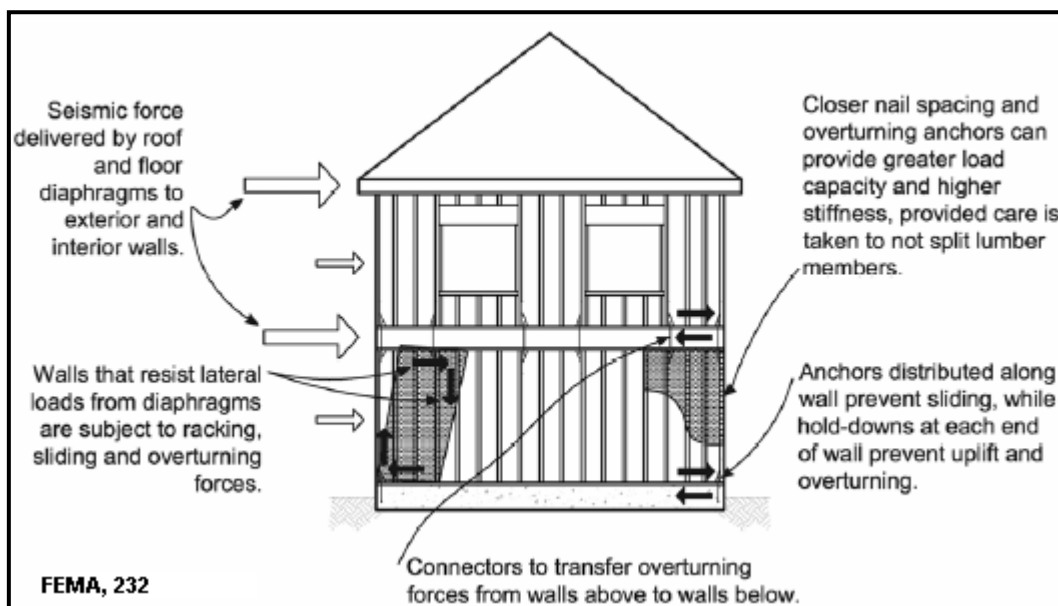 Seismic force
delivered by roof
and floor
diaphragms to
exterior and
interior walls.
Walls that resist lateral
loads from diaphragms
are subject to racking,
sliding and overturning
forces.
Closer nail spacing and
overturning anchors can
provide greater load
capacity and higher
stiffness, provided care is
taken to not split lumber
members.
Anchors distributed along
wall prevent sliding, while
hold-downs at each end
of wall prevent uplift and
overturning.
Connectors to transfer overturning
forces from walls above to walls below.
FEMA, 232